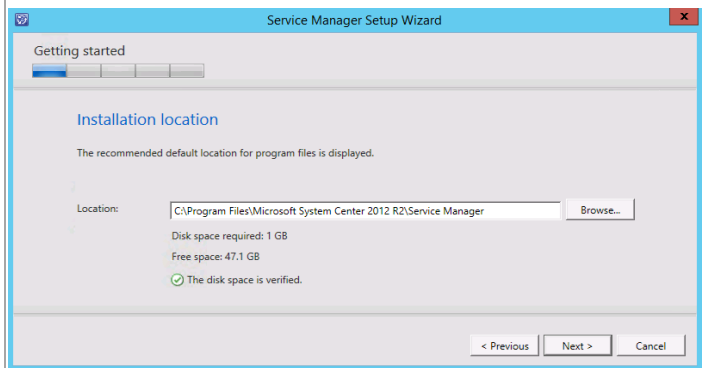 Service Manager Setup Wizard
x
Getting started
Installation location
The recommended default location for program files is displayed.
Location:
C:\Program Files\Microsoft System Center 2012 R2\Service Manager
Browse...
Disk space required: 1 GB
Free space: 47.1 GB
The disk space is verified.
< Previous
Next >
Cancel